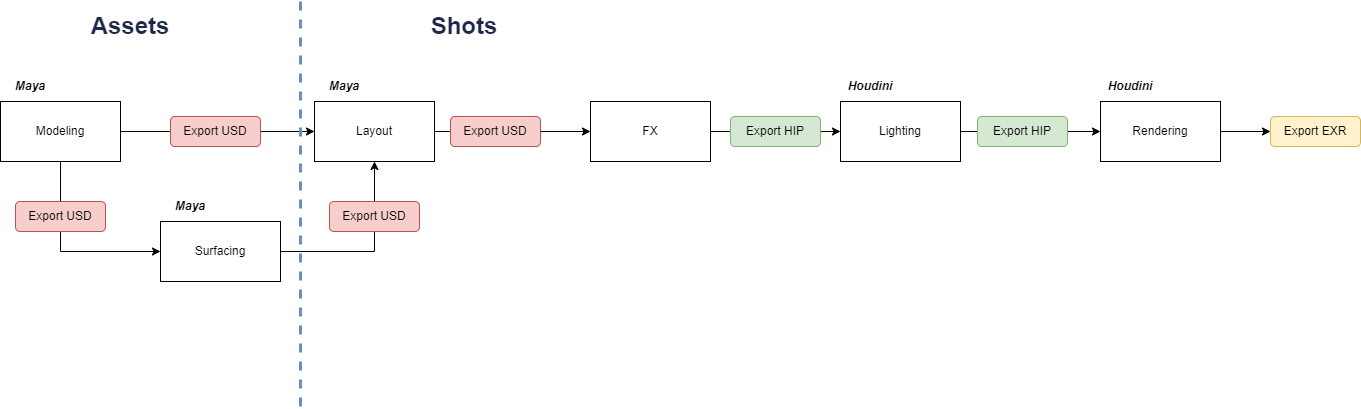 Assets
Shots
Maya
Maya
Houdini
Houdini
Modeling
Export USD
Layout
Export USD
FX
Export HIP
Lighting
Export HIP
Rendering
Export EXR
Maya
Export USD
Export USD
Surfacing